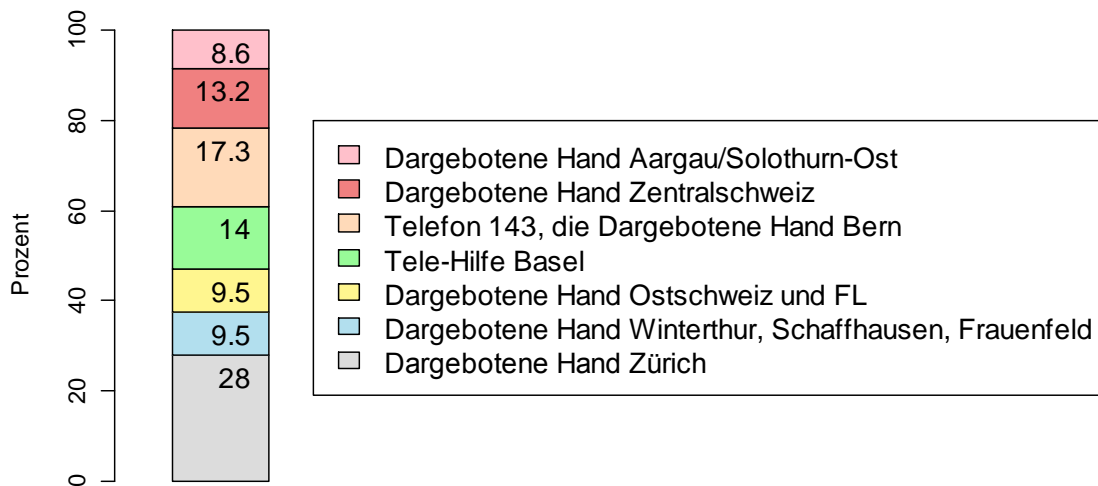 100
80
60
40
20
0
Prozent
8.6
13.2
17.3
14
9.5
9.5
28
Dargebotene Hand Aargau/Solothurn-Ost
Dargebotene Hand Zentralschweiz
Telefon 143, die Dargebotene Hand Bern
Tele-Hilfe Basel
Dargebotene Hand Ostschweiz und FL
Dargebotene Hand Winterthur, Schaffhausen, Frauenfeld
Dargebotene Hand Zürich